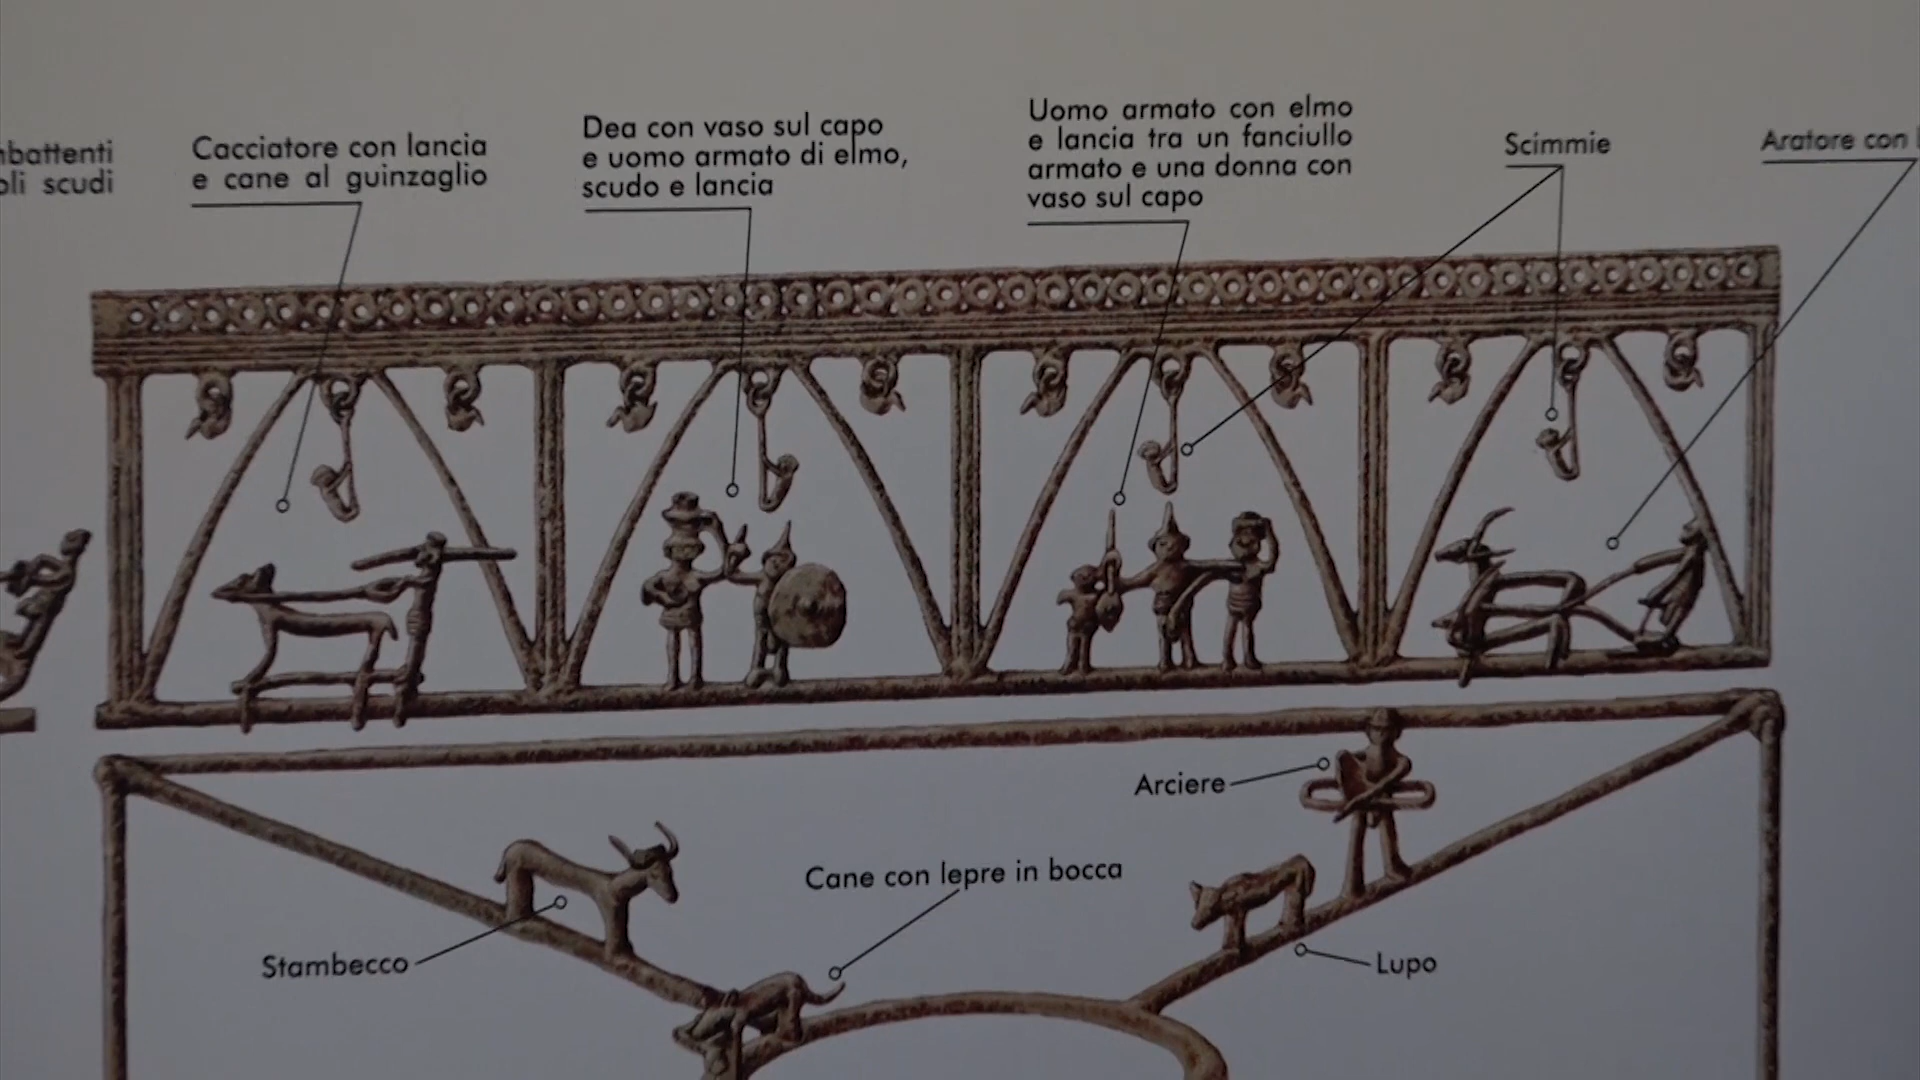 scudi
Cacciatore con lancia
e cane al guinzaglio
Dea con vaso sul capo
e uomo armato di elmo,
scudo e lancia
Uomo armato con elmo
e lancia tra un fanciullo
armato e una donna con
vaso sul capo
Scimmie
Aratore con
Arciere
Cane con lepre in bocca
Stambecco
Lupo